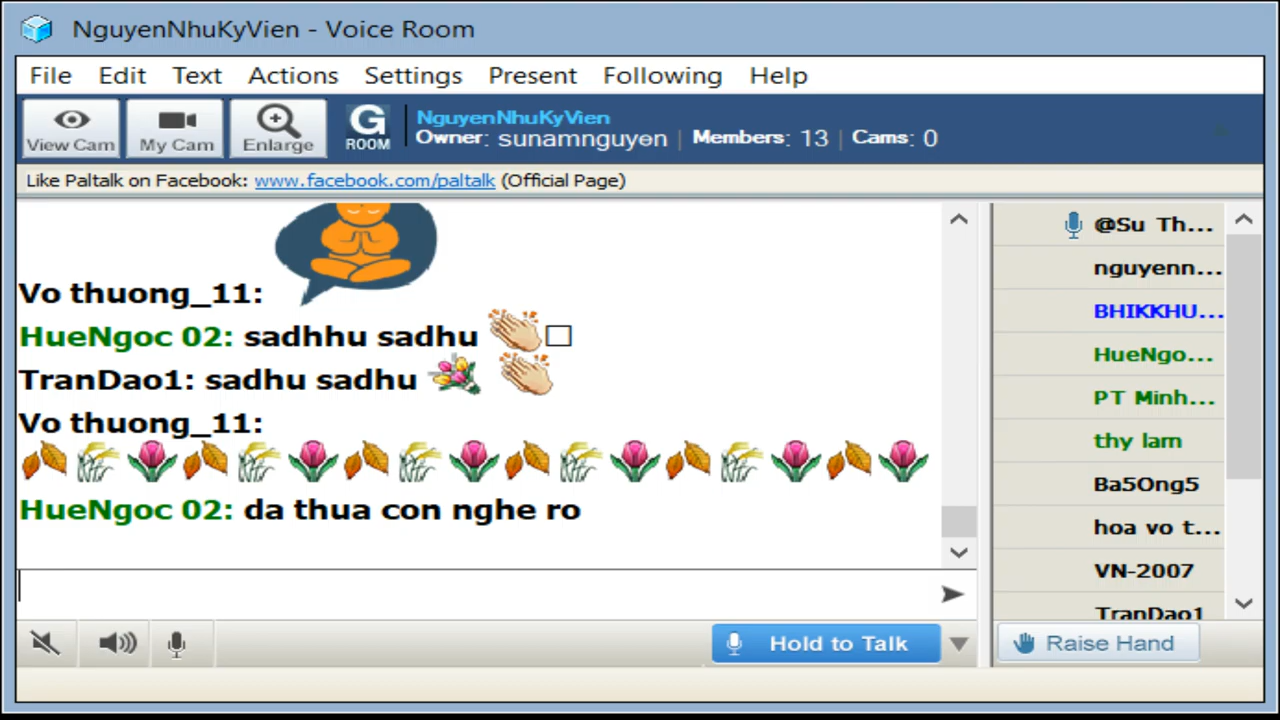 NguyenNhuKyVien - Voice Room
File Edit Text Actions Settings Present Following Help
View Cam My Cam Enlarge G ROOM
NguyenNhuKyVien
Owner: sunamnguyen | Members: 13 | Cams: 0
Like Paltalk on Facebook: www.facebook.com/paltalk (Official Page)
Vo thuong_11:
HueNgoc 02: sadhhu sadhu
TranDao1: sadhu sadhu
Vo thuong_11:
HueNgoc 02: da thua con nghe ro
@Su Th...
nguyenn...
BHIKKHU...
HueNgo...
PT Minh...
thy lam
Ba5Ong5
hoa vo t...
VN-2007
TranDao1
Hold to Talk
Raise Hand